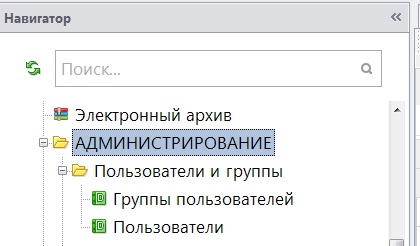 Навигатор
Поиск...
Электронный архив
АДМИНИСТРИРОВАНИЕ
Пользователи и группы
Группы пользователей
Пользователи